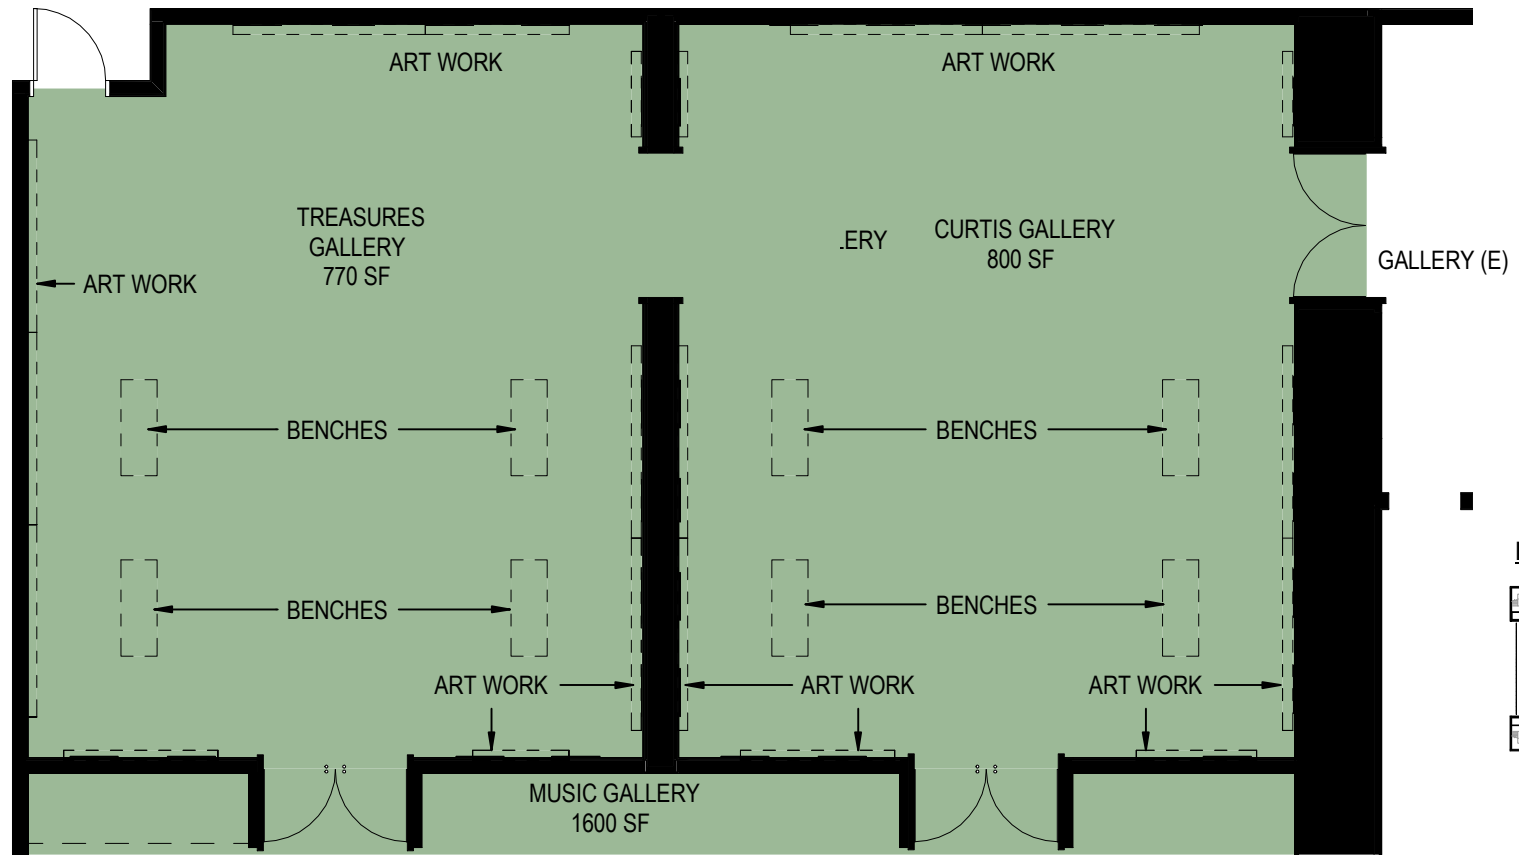 ART WORK
ART WORK
TREASURES
GALLERY
770 SF
ERY
CURTIS GALLERY
800 SF
GALLERY (E)
ART WORK
BENCHES
BENCHES
BENCHES
BENCHES
ART WORK
ART WORK
ART WORK
MUSIC GALLERY
1600 SF